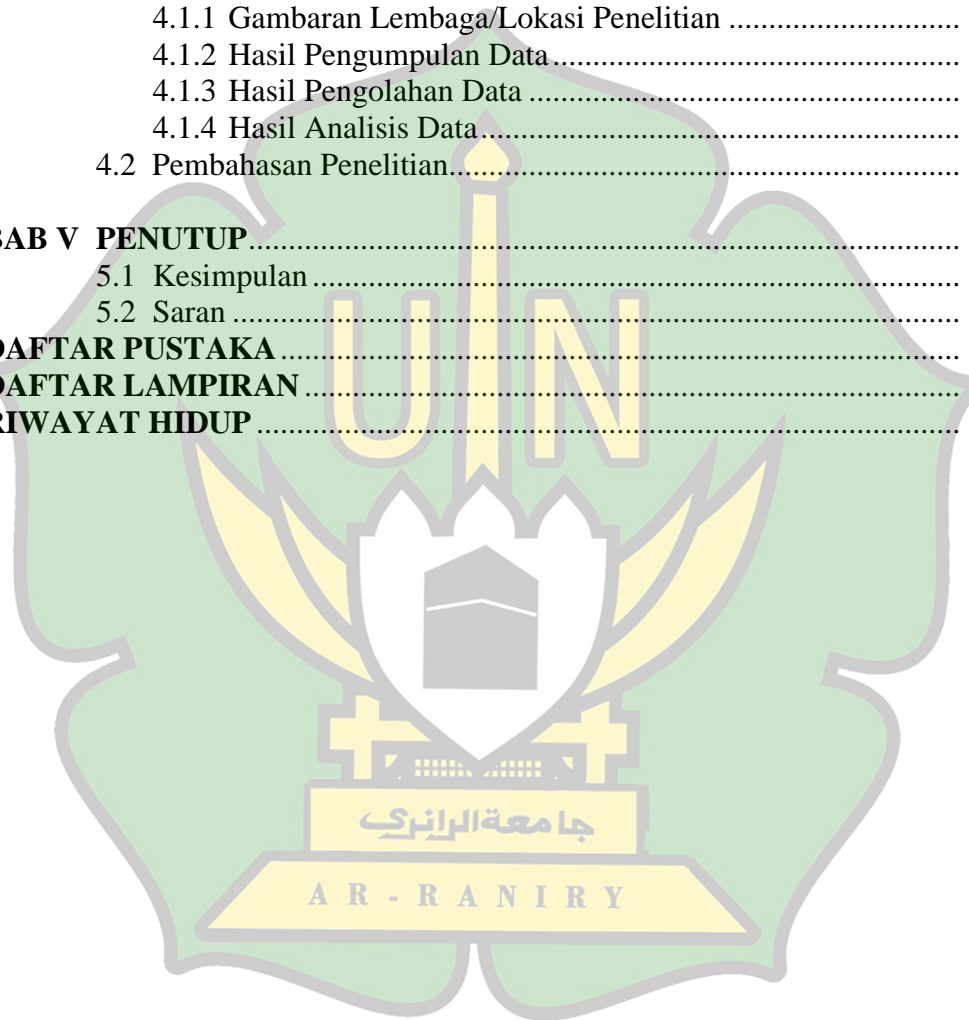 4.1.1 Gambaran Lembaga/Lokasi Penelitian ..............................
4.1.2 Hasil Pengumpulan Data ....................................................
4.1.3 Hasil Pengolahan Data .......................................................
4.1.4 Hasil Analisis Data.............................................................
4.2 Pembahasan Penelitian................................................................
BAB V PENUTUP..........................................................................................
5.1 Kesimpulan ..................................................................................
5.2 Saran ............................................................................................
DAFTAR PUSTAKA ......................................................................................
DAFTAR LAMPIRAN ...................................................................................
RIWAYAT HIDUP .........................................................................................
UIN
جامعة الرانري
AR-RANIRY